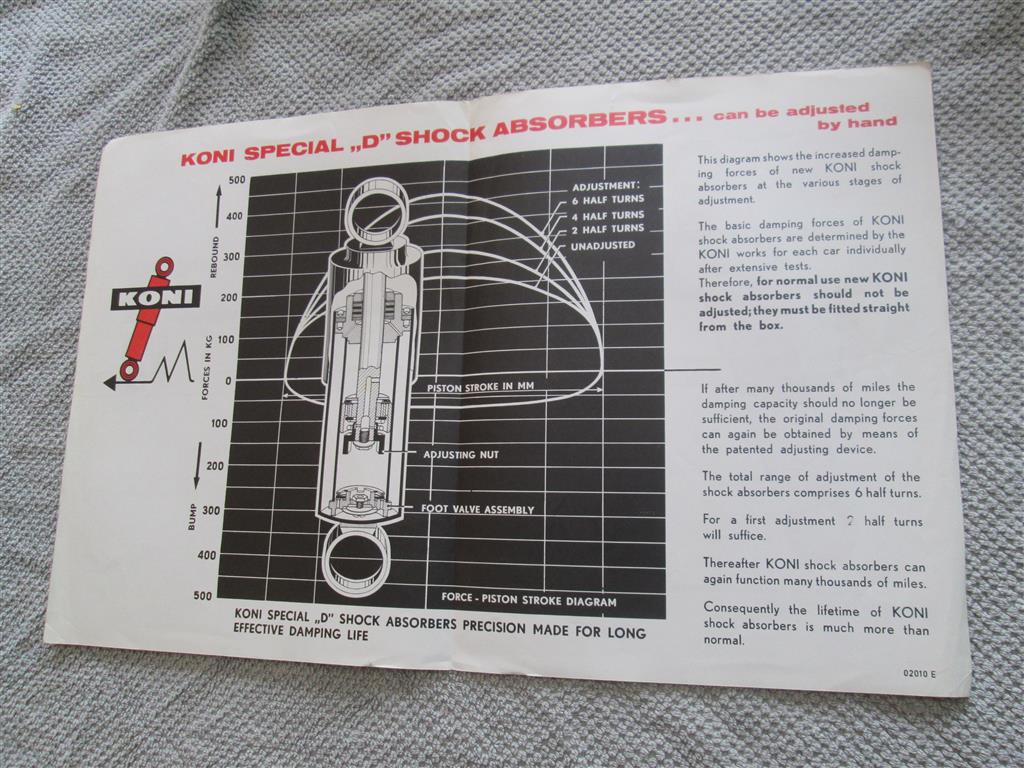 KONI SPECIAL „D” SHOCK ABSORBERS... can be adjusted
by hand
KONI
REBOUND
FORCES IN KG
BUMP
500
400
300
200
100
0
100
200
300
400
500
ADJUSTMENT:
6 HALF TURNS
4 HALF TURNS
2 HALF TURNS
UNADJUSTED
PISTON STROKE IN MM
ADJUSTING NUT
FOOT VALVE ASSEMBLY
FORCE - PISTON STROKE DIAGRAM
KONI SPECIAL „D” SHOCK ABSORBERS PRECISION MADE FOR LONG
EFFECTIVE DAMPING LIFE
This diagram shows the increased damp-
ing forces of new KONI shock
absorbers at the various stages of
adjustment.
The basic damping forces of KONI
shock absorbers are determined by the
KONI works for each car individually
after extensive tests.
Therefore, for normal use new KONI
shock absorbers should not be
adjusted; they must be fitted straight
from the box.
If after many thousands of miles the
damping capacity should no longer be
sufficient, the original damping forces
can again be obtained by means of
the patented adjusting device.
The total range of adjustment of the
shock absorbers comprises 6 half turns.
For a first adjustment 2 half turns
will suffice.
Thereafter KONI shock absorbers can
again function many thousands of miles.
Consequently the lifetime of KONI
shock absorbers is much more than
normal.
02010 E